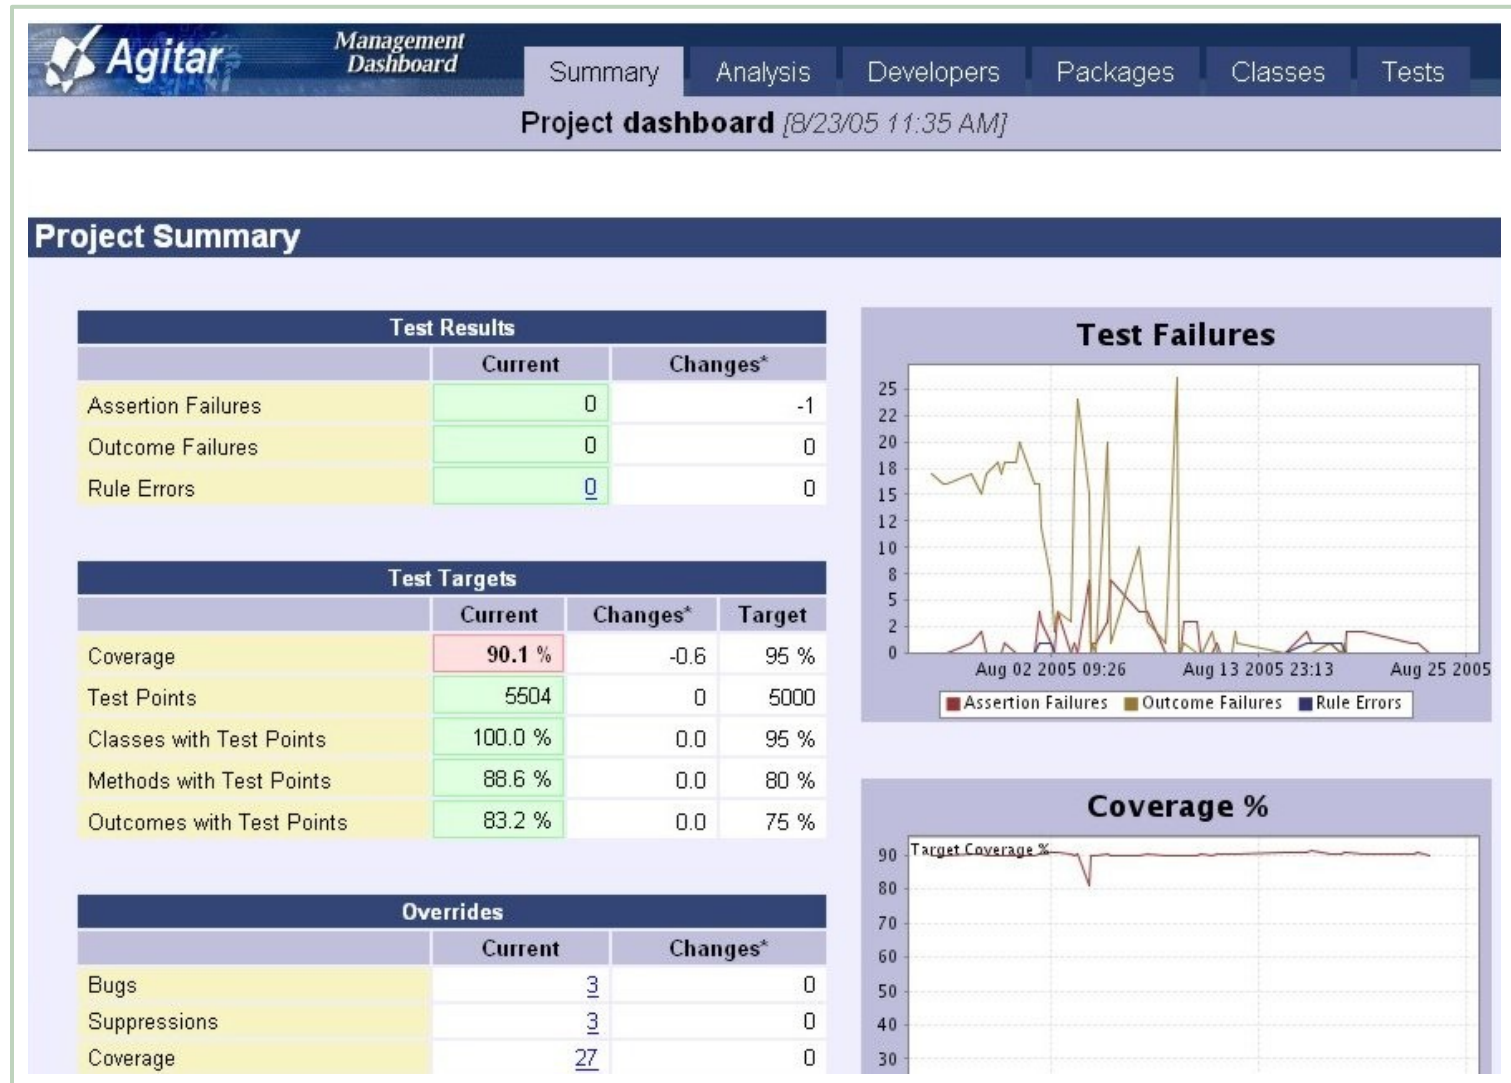 Agitar
Management
Dashboard
Summary Analysis Developers Packages Classes Tests
Project dashboard [8/23/05 11:35 AM]
Project Summary
Test Results
Current Changes*
Assertion Failures 0 -1
Outcome Failures 0 0
Rule Errors 0 0
Test Targets
Current Changes* Target
Coverage 90.1 % -0.6 95 %
Test Points 5504 0 5000
Classes with Test Points 100.0 % 0.0 95 %
Methods with Test Points 88.6 % 0.0 80 %
Outcomes with Test Points 83.2 % 0.0 75 %
Overrides
Current Changes*
Bugs 3 0
Suppressions 3 0
Coverage 27 0
Test Failures
25
22
20
18
15
12
10
8
5
2
0
Aug 02 2005 09:26 Aug 13 2005 23:13 Aug 25 2005
Assertion Failures Outcome Failures Rule Errors
Coverage %
Target Coverage %
90
80
70
60
50
40
30